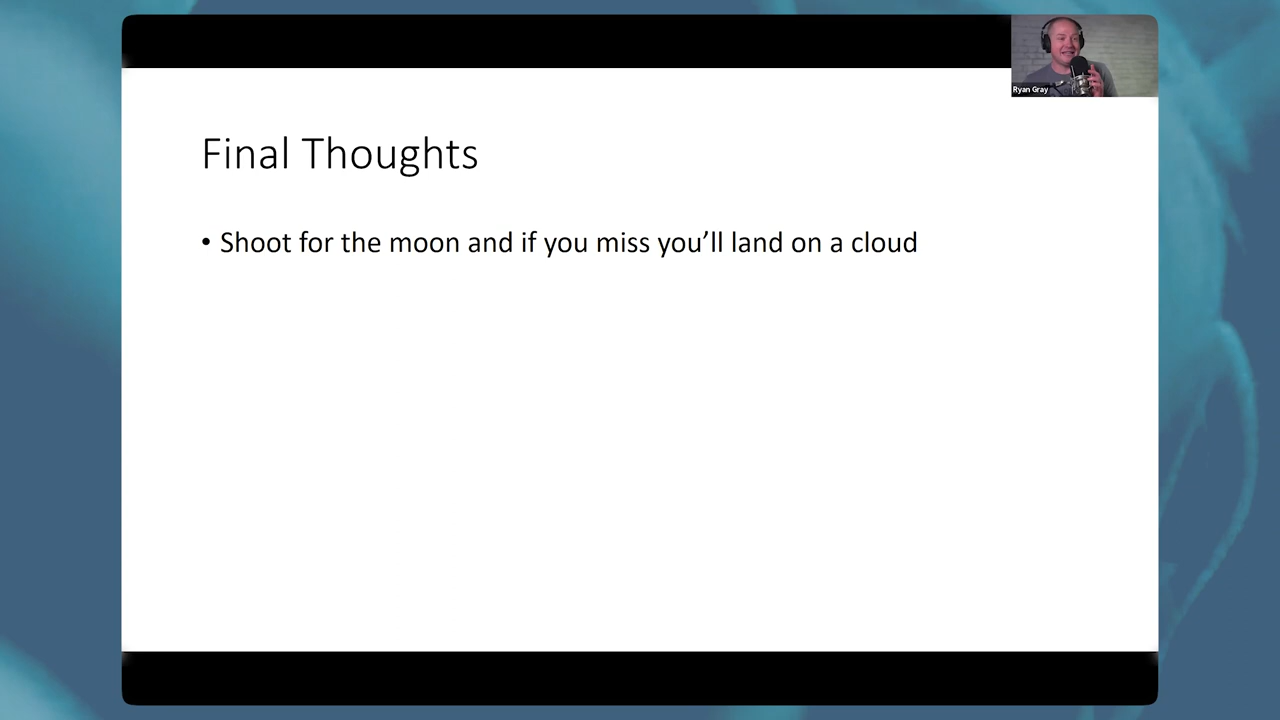 Ryan Gray
Final Thoughts
• Shoot for the moon and if you miss you’ll land on a cloud